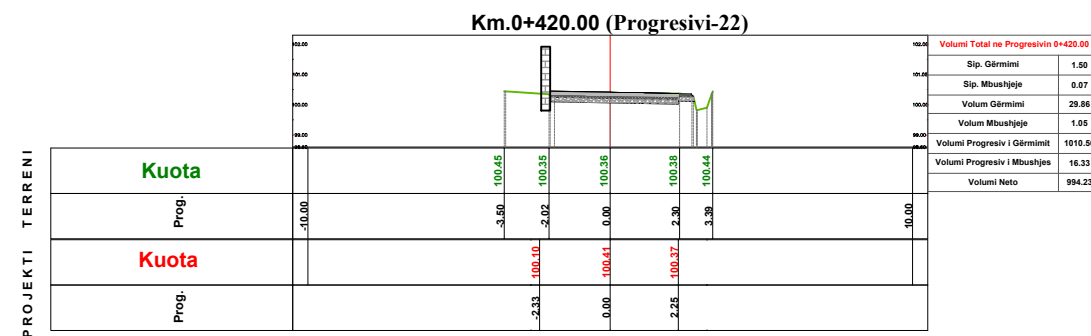 Km.0+420.00 (Progresivi-22)
102.00
101.00
100.00
99.00
102.00
101.00
100.00
99.00
Volumi Total ne Progresivin 0+420.00
Sip. Gërmimi 1.50
Sip. Mbushjeje 0.07
Volum Gërmimi 29.86
Volum Mbushjeje 1.05
Volumi Progresiv i Gërmimit 1010.56
Volumi Progresiv i Mbushjes 16.33
Volumi Neto 994.23
TERRENI
Kuota 100.45 100.35 100.36 100.38 100.44
Prog. -10.00 -3.50 -2.02 0.00 2.30 3.39 10.00
PROJEKTI
Kuota 100.10 100.41 100.37
Prog. -2.33 0.00 2.25